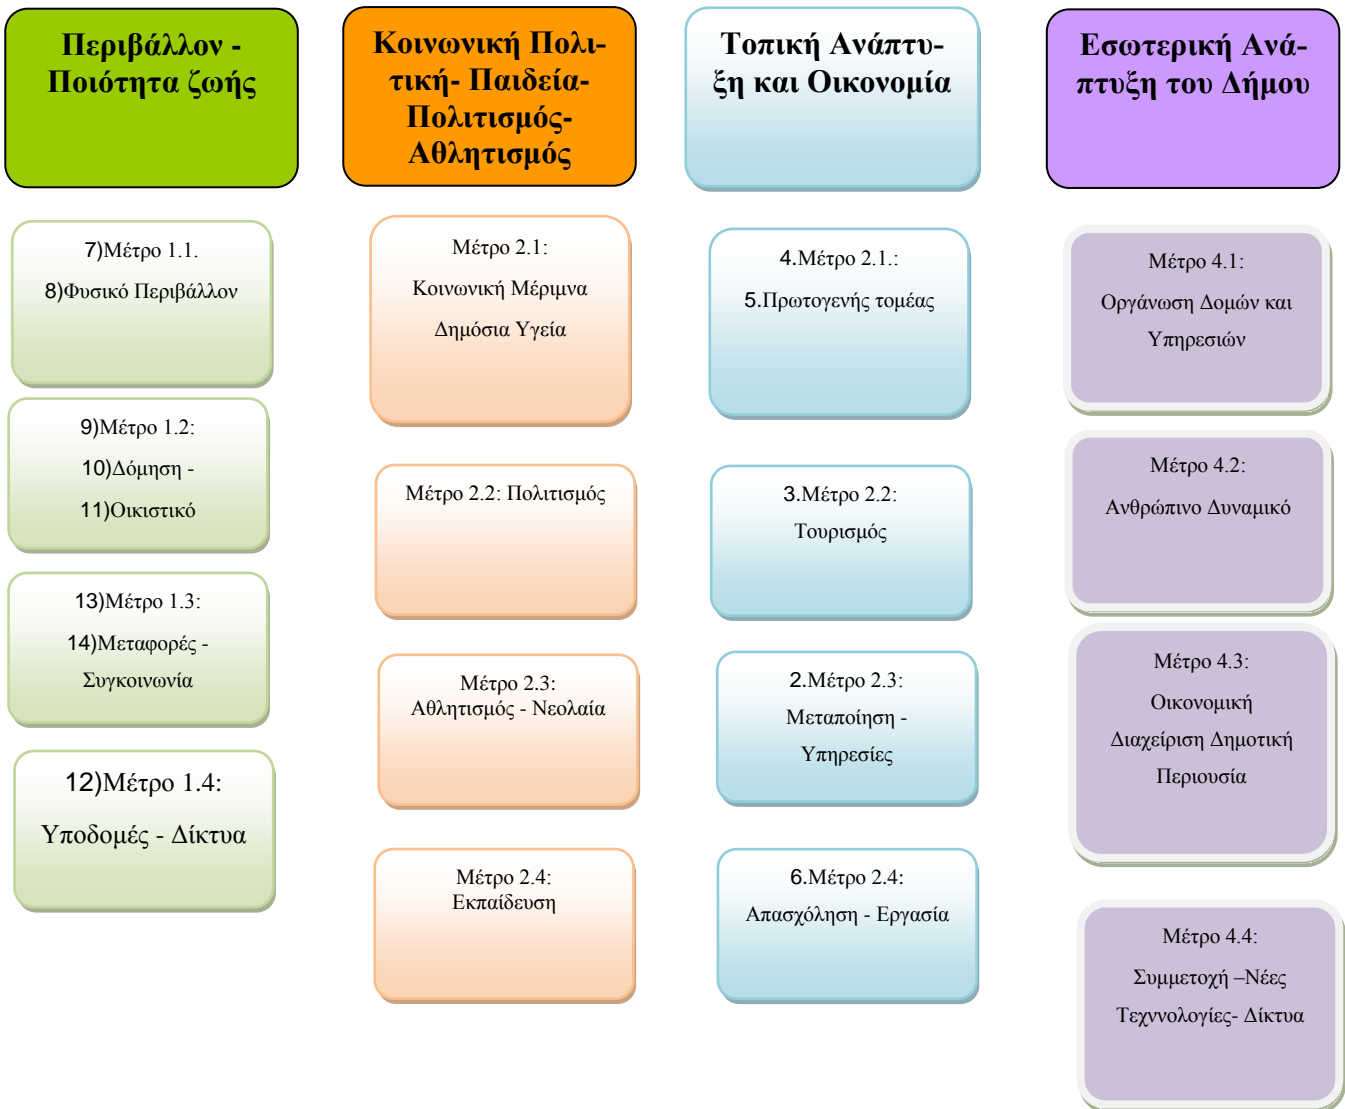 Περιβάλλον -
Ποιότητα ζωής
Κοινωνική Πολι-
τική- Παιδεία-
Πολιτισμός-
Αθλητισμός
Τοπική Ανάπτυ-
ξη και Οικονομία
Εσωτερική Ανά-
πτυξη του Δήμου
7)Μέτρο 1.1.
8)Φυσικό Περιβάλλον
9)Μέτρο 1.2:
10)Δόμηση -
11)Οικιστικό
13)Μέτρο 1.3:
14)Μεταφορές -
Συγκοινωνία
12)Μέτρο 1.4:
Υποδομές - Δίκτυα
Μέτρο 2.1:
Κοινωνική Μέριμνα
Δημόσια Υγεία
Μέτρο 2.2: Πολιτισμός
Μέτρο 2.3:
Αθλητισμός - Νεολαία
Μέτρο 2.4:
Εκπαίδευση
4.Μέτρο 2.1.:
5.Πρωτογενής τομέας
3.Μέτρο 2.2:
Τουρισμός
2.Μέτρο 2.3:
Μεταποίηση -
Υπηρεσίες
6.Μέτρο 2.4:
Απασχόληση - Εργασία
Μέτρο 4.1:
Οργάνωση Δομών και
Υπηρεσιών
Μέτρο 4.2:
Ανθρώπινο Δυναμικό
Μέτρο 4.3:
Οικονομική
Διαχείριση Δημοτική
Περιουσία
Μέτρο 4.4:
Συμμετοχή –Νέες
Τεχννολογίες- Δίκτυα